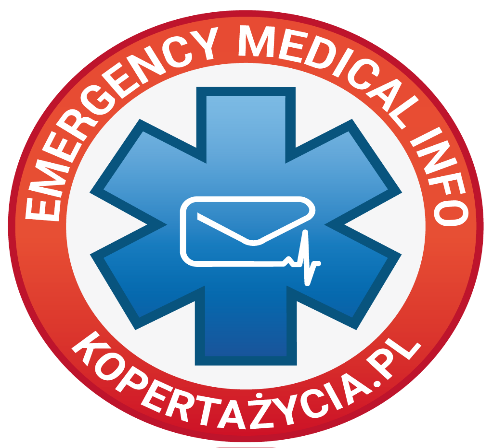 EMERGENCY MEDICAL INFO
KOPERTAŻYCIA.PL